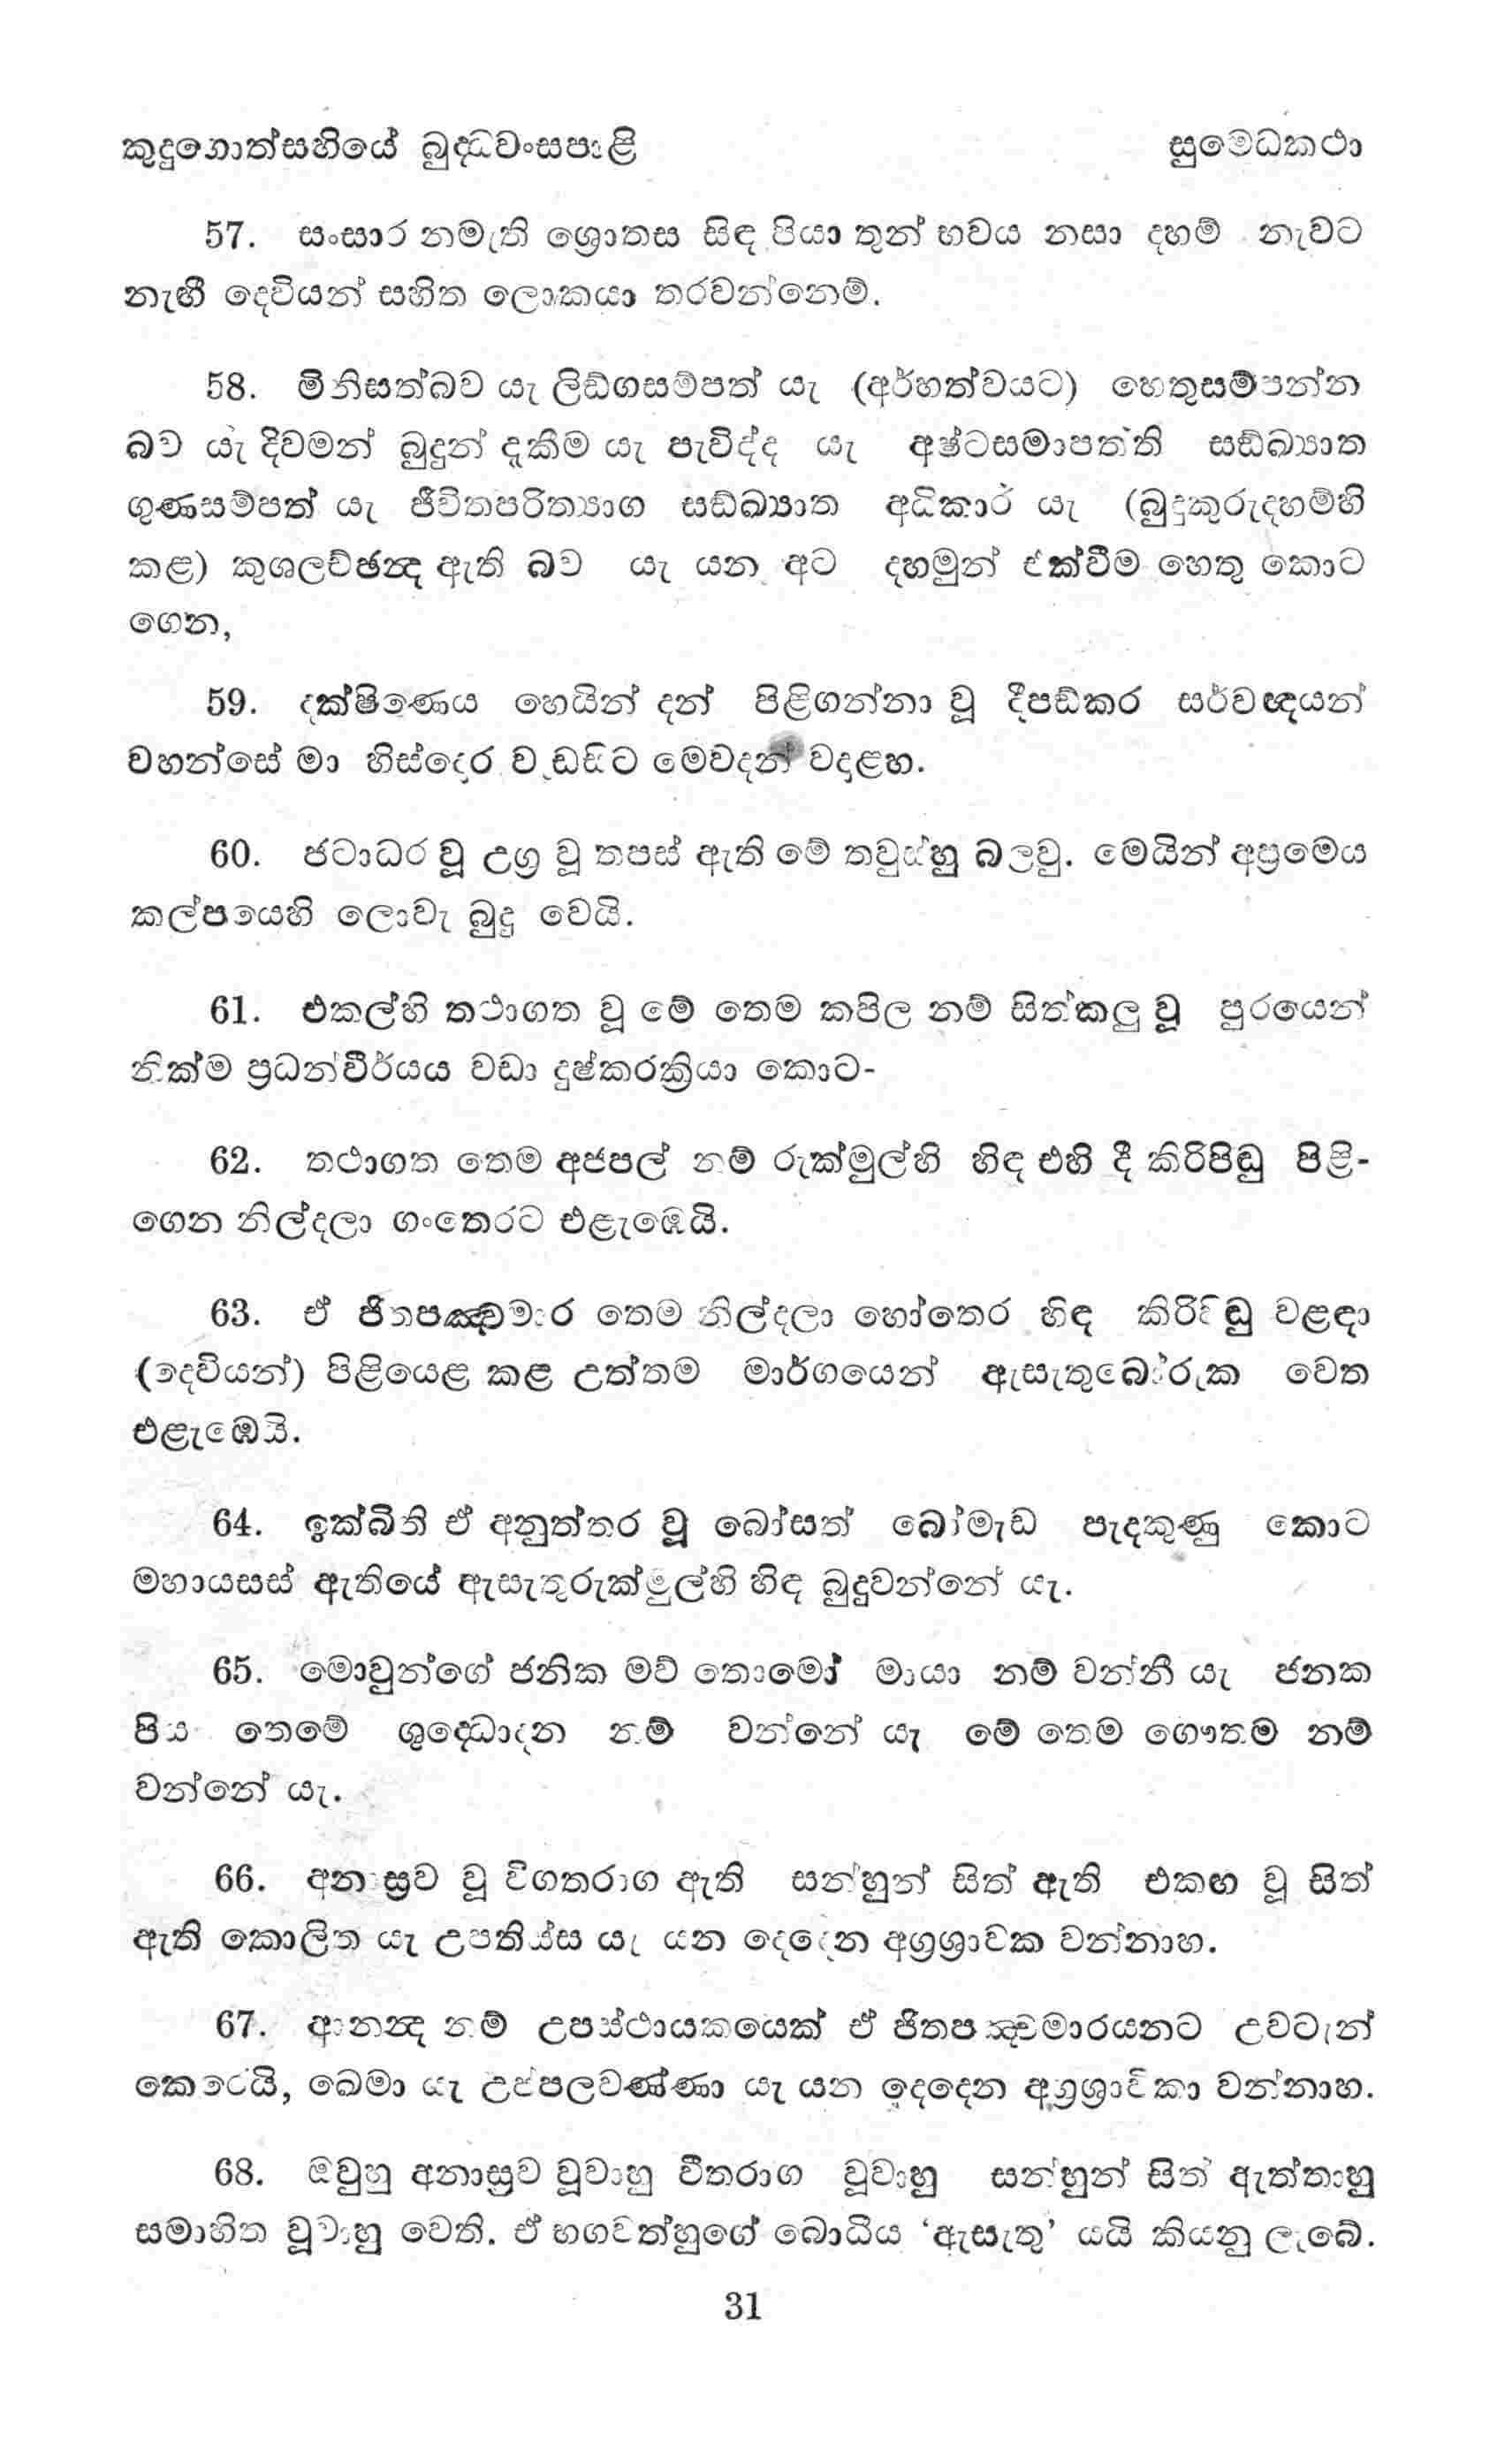 කුදුගොත්සඟියේ බුද්ධවංසපාළි සුමෙධකථා
57. සංසාර නමැති ශ්‍රොතස සිඳ පියා තුන් භවය නසා දහම් නැවට
නැඟී දෙවියන් සහිත ලොකයා තරවන්නෙම්.
58. මිනිසත්බව යැ ලිඞ්ගසම්පත් යැ (අර්හත්වයට) හෙතුසම්පන්න
බව යැ දිවමන් බුදුන් දැකීම යැ පැවිද්ද යැ අෂ්ටසමාපත්ති සඞ්ඛ්‍යාත
ගුණසම්පත් යැ ජීවිතපරිත්‍යාග සඞ්ඛ්‍යාත අධිකාර යැ (බුදුකුරුදහම්හි
කළ) කුශලච්ඡන්‍ද ඇති බව යැ යන අට දහමුන් එක්වීම හෙතු කොට
ගෙන,
59. දක්ෂිණෙය හෙයින් දන් පිළිගන්නා වූ දීපඞ්කර සර්වඥයන්
වහන්සේ මා හිස්දොර වැඩසිට මෙවදන් වදාළහ.
60. ජටාධර වූ උග්‍ර වූ තපස් ඇති මේ තවුස්හු බලවු. මෙයින් අප්‍රමෙය
කල්පයෙහි ලොවැ බුදු වෙයි.
61. එකල්හි තථාගත වූ මේ තෙම කපිල නම් සිත්කලු වූ පුරයෙන්
නික්ම ප්‍රධන්වීර්යය වඩා දුෂ්කරක්‍රියා කොට-
62. තථාගත තෙම අජපල් නම් රුක්මුල්හි හිඳ එහි දී කිරිපිඬු පිළි-
ගෙන නිල්දලා ගංතෙරට එළැඹෙයි.
63. ඒ ජිතපඤ්චමාර තෙම නිල්දලා හෝතෙර හිඳ කිරිපිඬු වළඳා
(දෙවියන්) පිළියෙළ කළ උත්තම මාර්ගයෙන් ඇසැතුබෝරුක වෙත
එළැඹෙයි.
64. ඉක්බිති ඒ අනුත්තර වූ බෝසත් බෝමැඩ පැදකුණු කොට
මහායසස් ඇතියේ ඇසැතුරුක්මුල්හි හිඳ බුදුවන්නේ යැ.
65. මොවුන්ගේ ජනික මව් තොමෝ මායා නම් වන්නී යැ ජනක
පිය තෙමේ ශුද්ධොදන නම් වන්නේ යැ මේ තෙම ගෞතම නම්
වන්නේ යැ.
66. අනාස්‍රව වූ විගතරාග ඇති සන්හුන් සිත් ඇති එකඟ වූ සිත්
ඇති කොලිත යැ උපතිස්ස යැ යන දෙදෙන අග්‍රශ්‍රාවක වන්නාහ.
67. ආනන්‍ද නම් උපස්ථායකයෙක් ඒ ජිතපඤ්චමාරයනට උවටැන්
කෙරෙයි, ඛෙමා යැ උප්පලවණ්ණා යැ යන දෙදෙන අග්‍රශ්‍රාවිකා වන්නාහ.
68. ඔවුහු අනාස්‍රව වූවාහු වීතරාග වූවාහු සන්හුන් සිත් ඇත්තාහු
සමාහිත වූවාහු වෙති. ඒ භගවත්හුගේ බොධිය ‘ඇසැතු’ යයි කියනු ලැබේ.
31